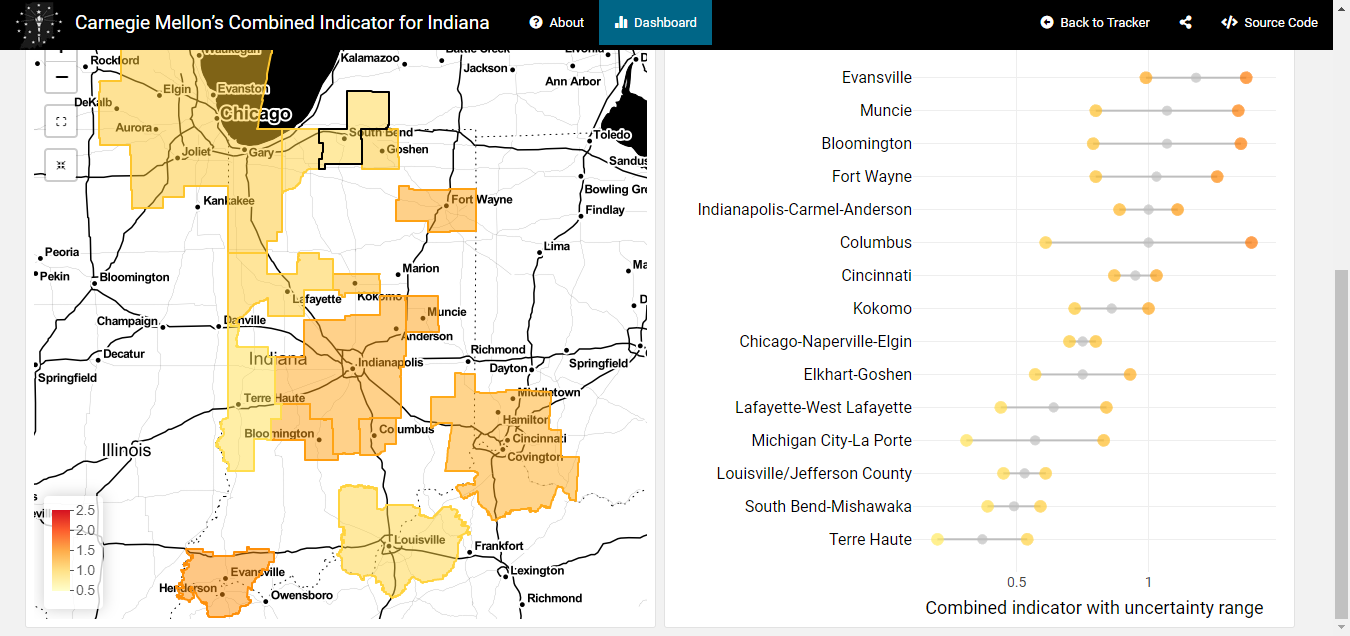 Carnegie Mellon’s Combined Indicator for Indiana
About
Dashboard
Back to Tracker
Source Code
Waukegan
Rockford
Kalamazoo
Battle Creek
Livonia
Jackson
Ann Arbor
Elgin
Evanston
DeKalb
Chicago
Aurora
Joliet
Gary
South Bend
Goshen
Toledo
Bowling
Kankakee
Fort Wayne
Findlay
Peoria
Lima
Pekin
Bloomington
Marion
Lafayette
Kokomo
Champaign
Danville
Muncie
Anderson
Decatur
Indiana
Indianapolis
Richmond
Springfield
Dayton
Springfield
Terre Haute
Middletown
Hamilton
Bloomington
Columbus
Cincinnati
Illinois
Covington
2.5
2.0
1.5
1.0
0.5
Louisville
Frankfort
Evansville
Lexington
Henderson
Owensboro
Richmond
Evansville
Muncie
Bloomington
Fort Wayne
Indianapolis-Carmel-Anderson
Columbus
Cincinnati
Kokomo
Chicago-Naperville-Elgin
Elkhart-Goshen
Lafayette-West Lafayette
Michigan City-La Porte
Louisville/Jefferson County
South Bend-Mishawaka
Terre Haute
0.5
1
Combined indicator with uncertainty range